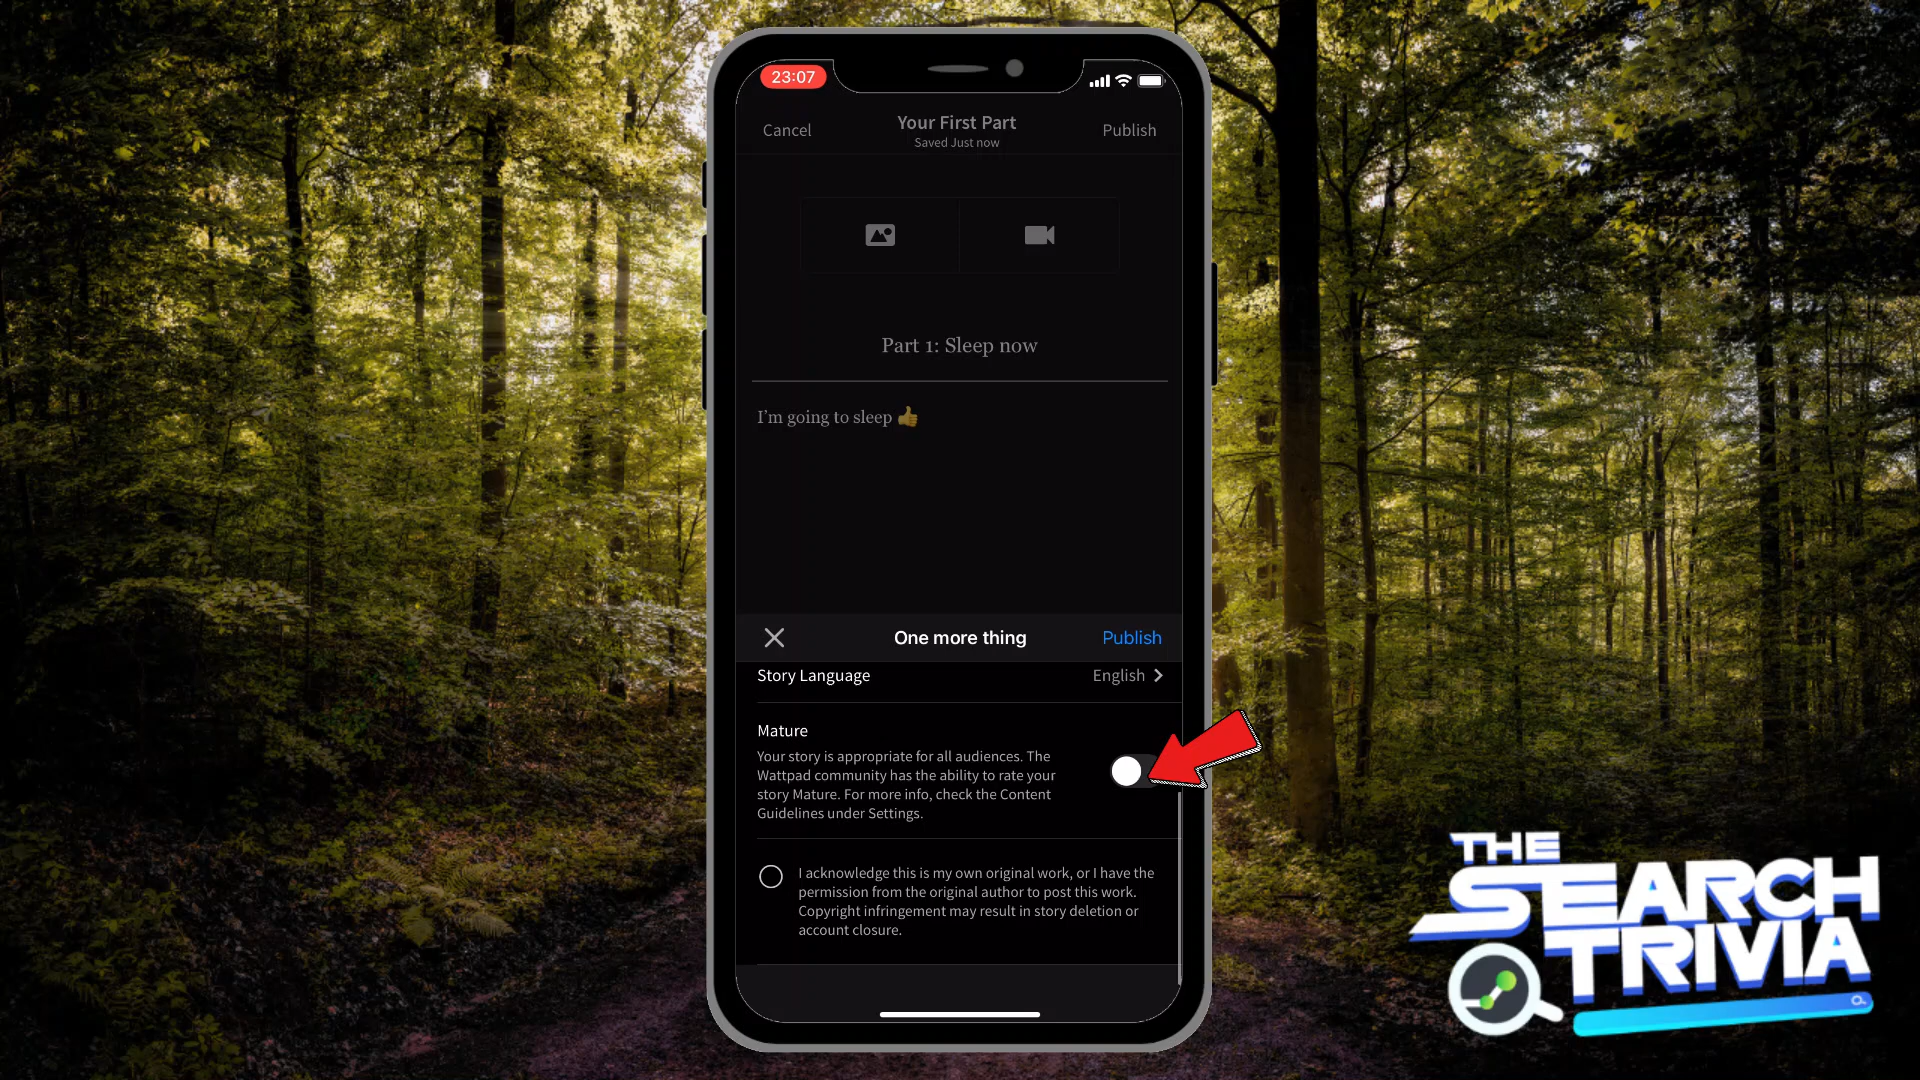 23:07
Cancel
Your First Part
Publish
Saved Just now
Part 1: Sleep now
I'm going to sleep 👍
One more thing
Publish
Story Language
English
Mature
Your story is appropriate for all audiences. The
Wattpad community has the ability to rate your
story Mature. For more info, check the Content
Guidelines under Settings.
I acknowledge this is my own original work, or I have the
permission from the original author to post this work.
Copyright infringement may result in story deletion or
account closure.
THE
SEARCH
TRIVIA